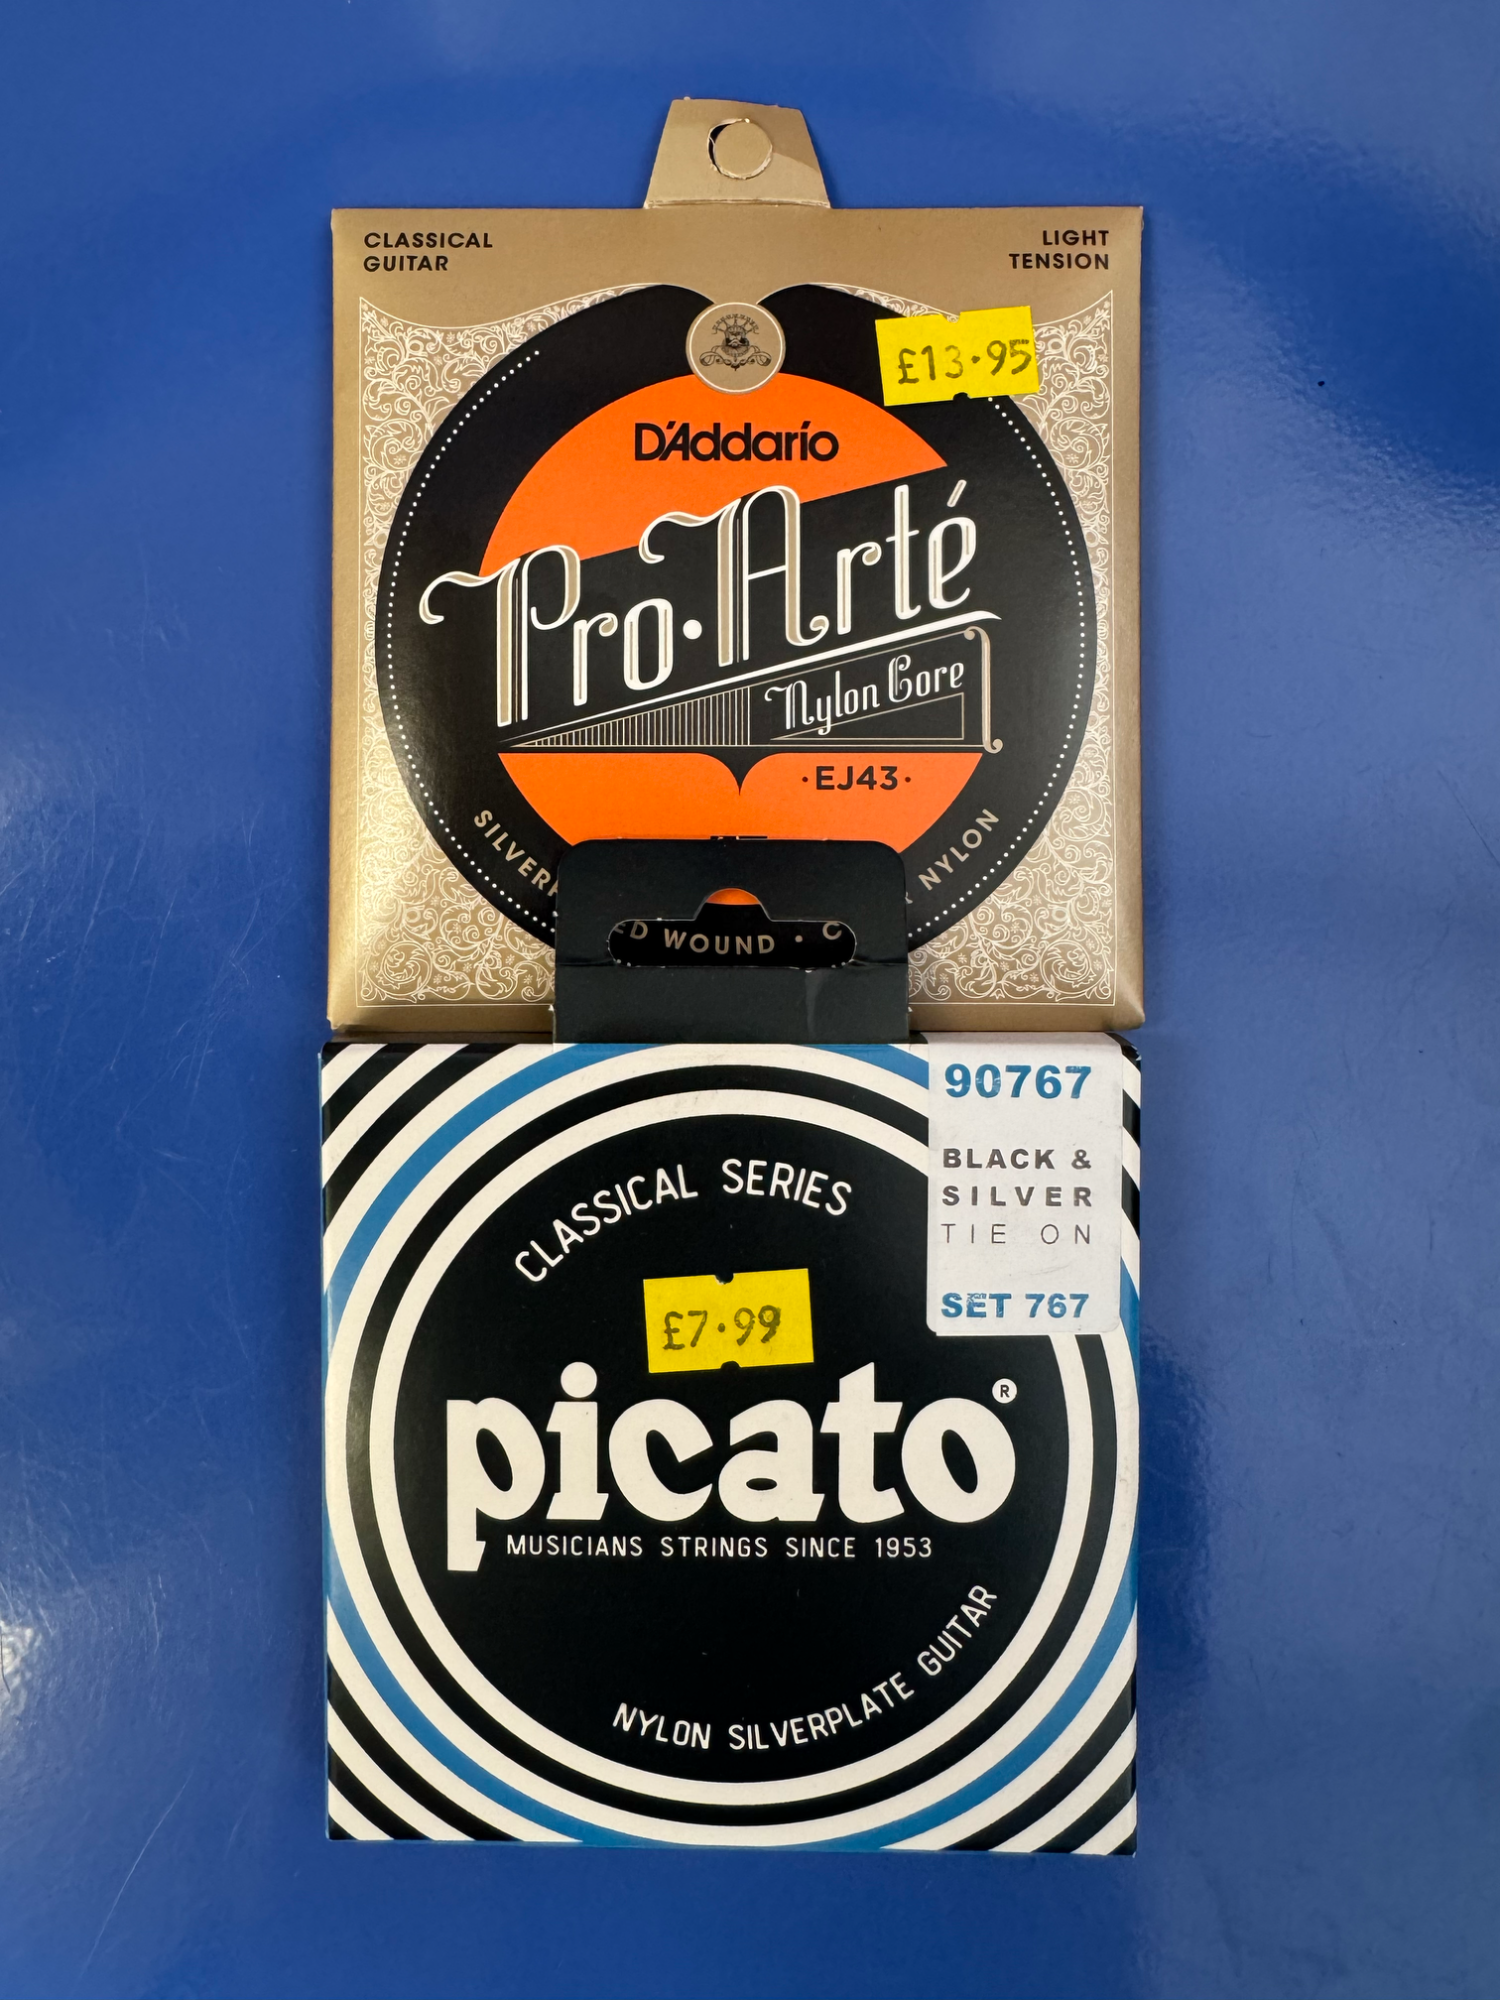 CLASSICAL
GUITAR
LIGHT
TENSION
£13.95
D'Addario
Pro·Arté
Nylon Core
·EJ43·
NYLON
WOUND ·
90767
BLACK &
SILVER
TIE ON
SET 767
CLASSICAL SERIES
£7.99
picato®
MUSICIANS STRINGS SINCE 1953
NYLON SILVERPLATE GUITAR